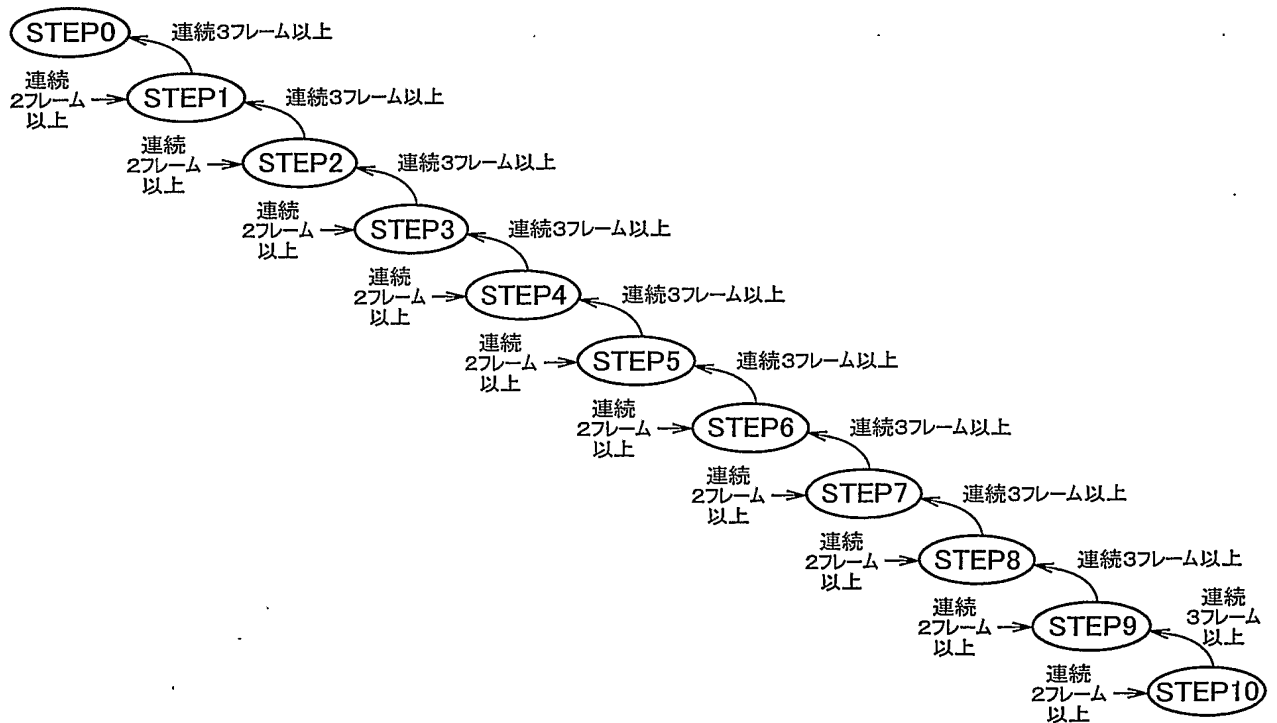 STEP0
連続3フレーム以上
連続
2フレーム
以上
STEP1
連続3フレーム以上
連続
2フレーム
以上
STEP2
連続3フレーム以上
連続
2フレーム
以上
STEP3
連続3フレーム以上
連続
2フレーム
以上
STEP4
連続3フレーム以上
連続
2フレーム
以上
STEP5
連続3フレーム以上
連続
2フレーム
以上
STEP6
連続3フレーム以上
連続
2フレーム
以上
STEP7
連続3フレーム以上
連続
2フレーム
以上
STEP8
連続3フレーム以上
連続
2フレーム
以上
STEP9
連続
3フレーム
以上
連続
2フレーム
以上
STEP10